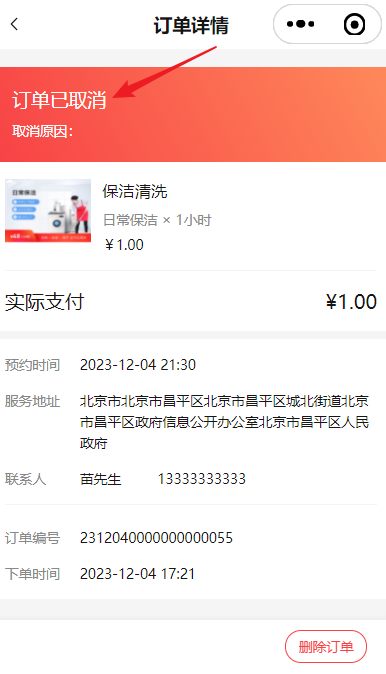 订单详情
订单已取消
取消原因：
日常保洁
保洁清洗
日常保洁 × 1小时
￥1.00
实际支付
¥1.00
预约时间 2023-12-04 21:30
服务地址 北京市北京市昌平区北京市昌平区城北街道北京
市昌平区政府信息公开办公室北京市昌平区人民
政府
联系人 苗先生 13333333333
订单编号 2312040000000000055
下单时间 2023-12-04 17:21
删除订单